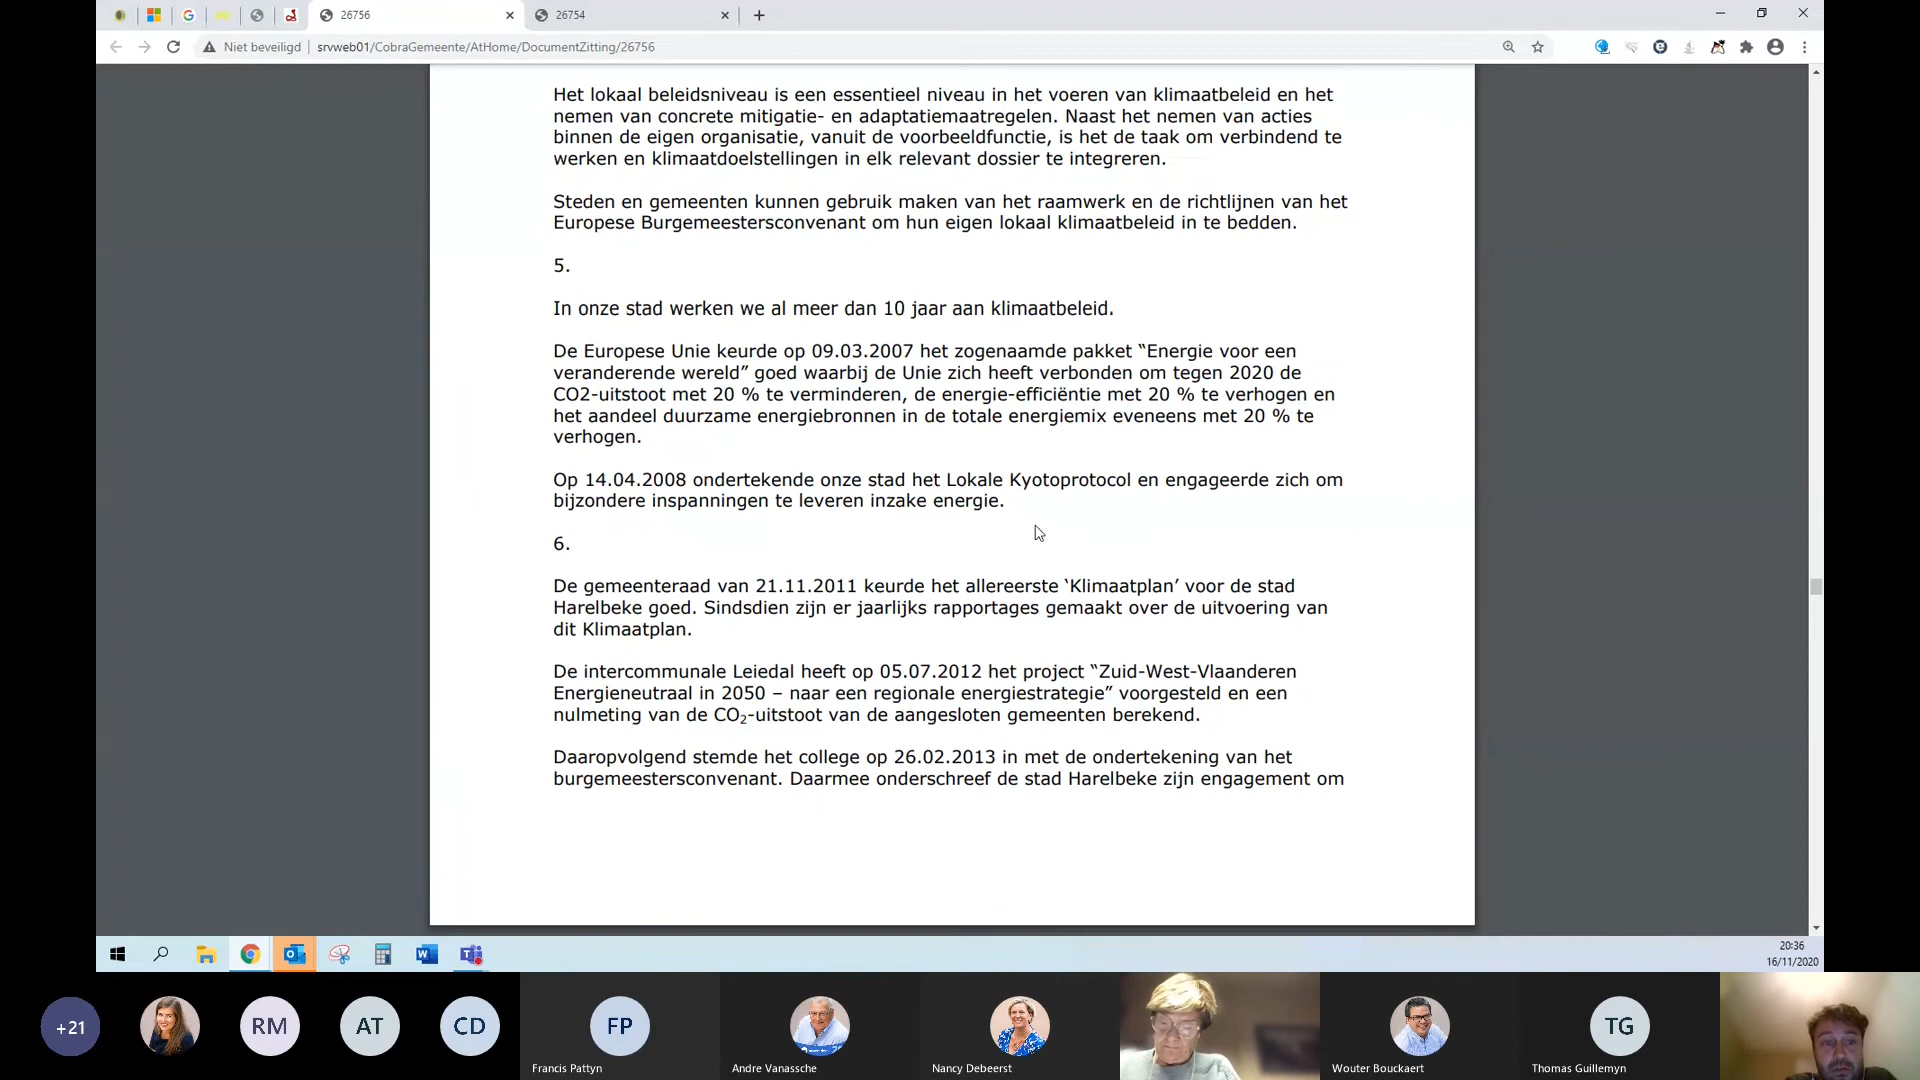 26756
26754
Niet beveiligd
srvweb01/CobraGemeente/AtHome/DocumentZitting/26756
Het lokaal beleidsniveau is een essentieel niveau in het voeren van klimaatbeleid en het
nemen van concrete mitigatie- en adaptatiemaatregelen. Naast het nemen van acties
binnen de eigen organisatie, vanuit de voorbeeldfunctie, is het de taak om verbindend te
werken en klimaatdoelstellingen in elk relevant dossier te integreren.
Steden en gemeenten kunnen gebruik maken van het raamwerk en de richtlijnen van het
Europese Burgemeestersconvenant om hun eigen lokaal klimaatbeleid in te bedden.
5.
In onze stad werken we al meer dan 10 jaar aan klimaatbeleid.
De Europese Unie keurde op 09.03.2007 het zogenaamde pakket “Energie voor een
veranderende wereld” goed waarbij de Unie zich heeft verbonden om tegen 2020 de
CO2-uitstoot met 20 % te verminderen, de energie-efficiëntie met 20 % te verhogen en
het aandeel duurzame energiebronnen in de totale energiemix eveneens met 20 % te
verhogen.
Op 14.04.2008 ondertekende onze stad het Lokale Kyotoprotocol en engageerde zich om
bijzondere inspanningen te leveren inzake energie.
6.
De gemeenteraad van 21.11.2011 keurde het allereerste ‘Klimaatplan’ voor de stad
Harelbeke goed. Sindsdien zijn er jaarlijks rapportages gemaakt over de uitvoering van
dit Klimaatplan.
De intercommunale Leiedal heeft op 05.07.2012 het project “Zuid-West-Vlaanderen
Energieneutraal in 2050 – naar een regionale energiestrategie” voorgesteld en een
nulmeting van de CO₂-uitstoot van de aangesloten gemeenten berekend.
Daaropvolgend stemde het college op 26.02.2013 in met de ondertekening van het
burgemeestersconvenant. Daarmee onderschreef de stad Harelbeke zijn engagement om
20:36
16/11/2020
+21
RM
AT
CD
FP
TG
Francis Pattyn
Andre Vanassche
Nancy Debeerst
Wouter Bouckaert
Thomas Guillemyn